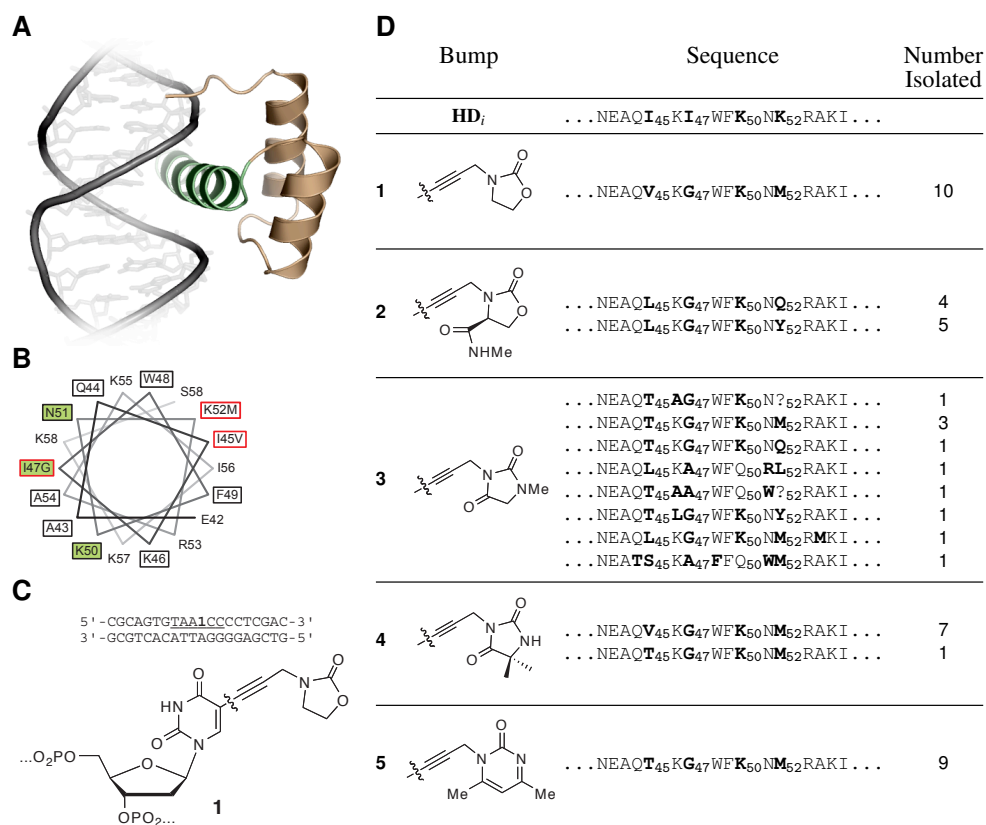 A
B
Q44
K55
W48
S58
N51
K52M
K58
I45V
I47G
I56
A54
F49
A43
E42
K50
K57
K46
R53
C
5'-CGCAGTGTAA1CCCCTCGAC-3'
3'-GCGTCACATTAGGGGAGCTG-5'
O
N
O
O
NH
O
N
...O₂PO
O
OPO₂...
1
D
Bump Sequence Number
Isolated
HDᵢ ...NEAQI₄₅KI₄₇WFK₅₀NK₅₂RAKI...
O
N
O
1 ...NEAQV₄₅KG₄₇WFK₅₀NM₅₂RAKI... 10
O
N
O
O
NHMe
2
...NEAQL₄₅KG₄₇WFK₅₀NQ₅₂RAKI... 4
...NEAQL₄₅KG₄₇WFK₅₀NY₅₂RAKI... 5
3
O
N
N
Me
O
...NEAQT₄₅AG₄₇WFK₅₀N?₅₂RAKI... 1
...NEAQT₄₅KG₄₇WFK₅₀NM₅₂RAKI... 3
...NEAQT₄₅KG₄₇WFK₅₀NQ₅₂RAKI... 1
...NEAQL₄₅KA₄₇WFQ₅₀RL₅₂RAKI... 1
...NEAQT₄₅AA₄₇WFQ₅₀W?₅₂RAKI... 1
...NEAQT₄₅LG₄₇WFK₅₀NY₅₂RAKI... 1
...NEAQL₄₅KG₄₇WFK₅₀NM₅₂RMKI... 1
...NEATS₄₅KA₄₇FFQ₅₀WM₅₂RAKI... 1
4
O
N
NH
O
...NEAQV₄₅KG₄₇WFK₅₀NM₅₂RAKI... 7
...NEAQT₄₅KG₄₇WFK₅₀NM₅₂RAKI... 1
5
O
N
N
Me
Me
...NEAQT₄₅KG₄₇WFK₅₀NM₅₂RAKI... 9